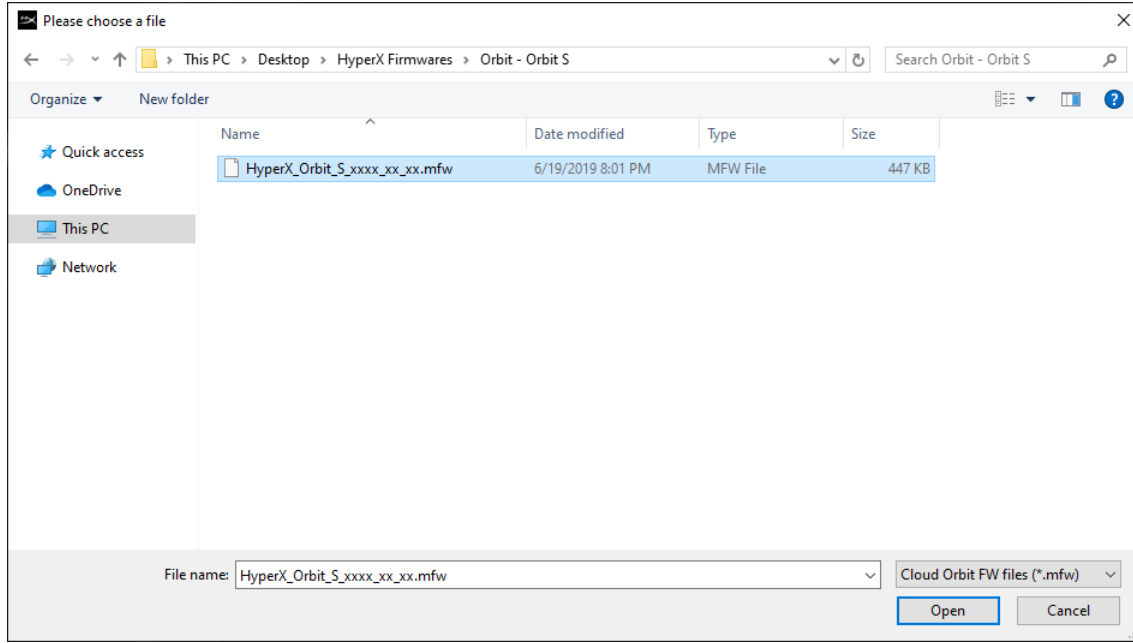 Please choose a file
This PC > Desktop > HyperX Firmwares > Orbit - Orbit S
Search Orbit - Orbit S
Organize
New folder
Name
Date modified
Type
Size
Quick access
OneDrive
This PC
Network
HyperX_Orbit_S_xxxx_xx_xx.mfw
6/19/2019 8:01 PM
MFW File
447 KB
File name:
HyperX_Orbit_S_xxxx_xx_xx.mfw
Cloud Orbit FW files (*.mfw)
Open
Cancel